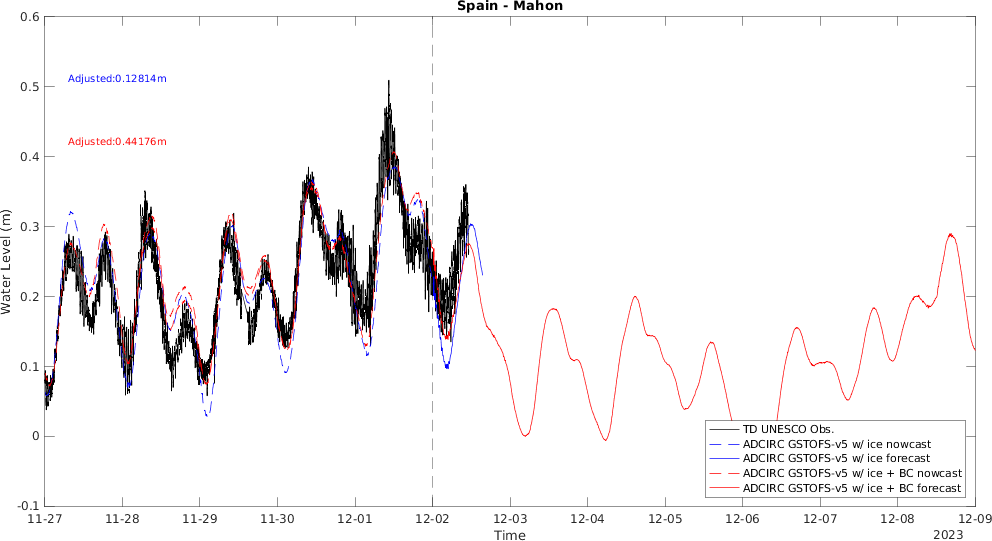 Spain - Mahon
0.6
0.5
0.4
0.3
0.2
0.1
0
-0.1
Water Level (m)
Adjusted:0.12814m
Adjusted:0.44176m
TD UNESCO Obs.
ADCIRC GSTOFS-v5 w/ ice nowcast
ADCIRC GSTOFS-v5 w/ ice forecast
ADCIRC GSTOFS-v5 w/ ice + BC nowcast
ADCIRC GSTOFS-v5 w/ ice + BC forecast
11-27 11-28 11-29 11-30 12-01 12-02 12-03 12-04 12-05 12-06 12-07 12-08 12-09
Time
2023